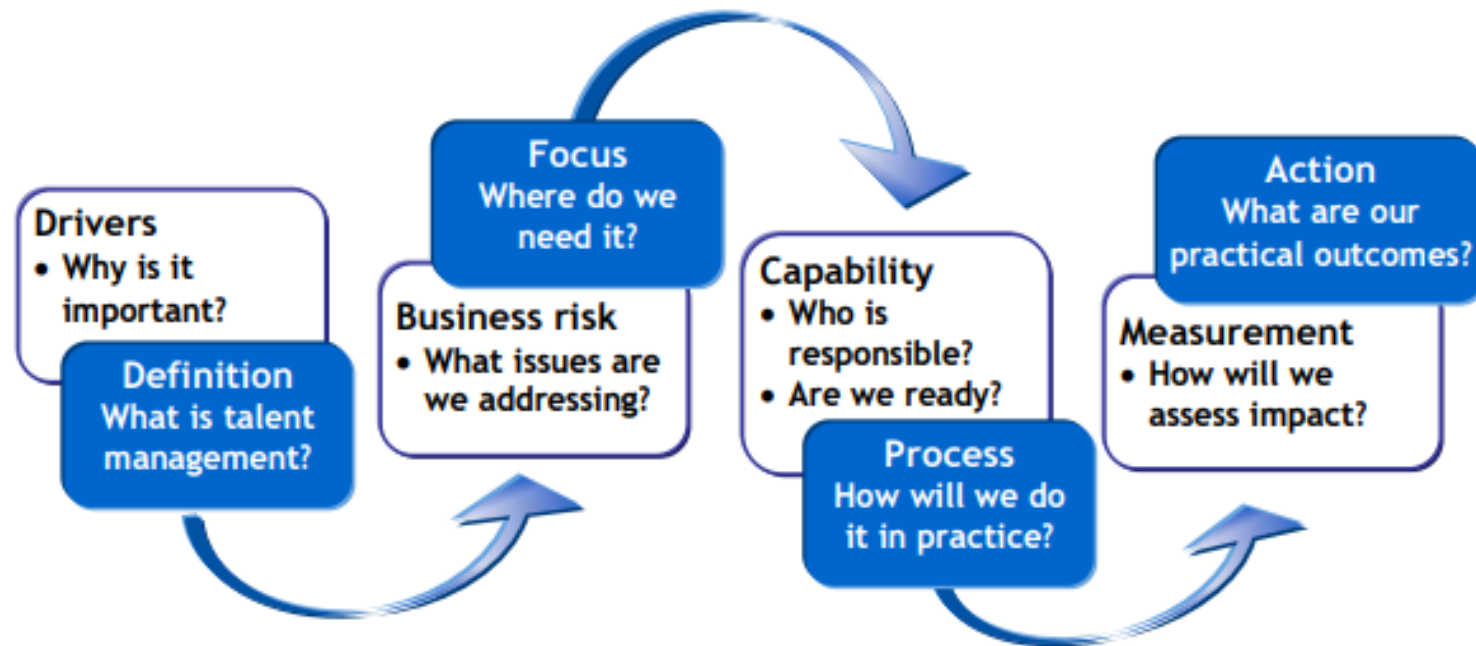 Drivers
• Why is it
important?
Definition
What is talent
management?
Focus
Where do we
need it?
Business risk
• What issues are
we addressing?
Capability
• Who is
responsible?
• Are we ready?
Process
How will we do
it in practice?
Action
What are our
practical outcomes?
Measurement
• How will we
assess impact?